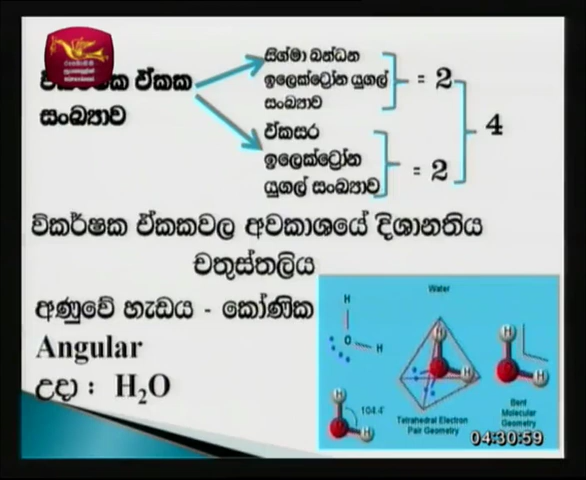 සිග්මා බන්ධන
ඉලෙක්ට්‍රෝන යුගල් = 2
සංඛ්‍යාව
ඒකක
සංඛ්‍යාව
4
ඒකසර
ඉලෙක්ට්‍රෝන
යුගල් සංඛ්‍යාව = 2
විකර්ෂක ඒකකවල අවකාශයේ දිශානතිය
චතුස්තලීය
අණුවේ හැඩය - කෝණික
Angular
උදා : H₂O
Water
H
O
H
H
O
H
H
O
H
H
H
104.4
Tetrahedral Electron
Pair Geometry
Bent
Molecular
Geometry
04:30:59